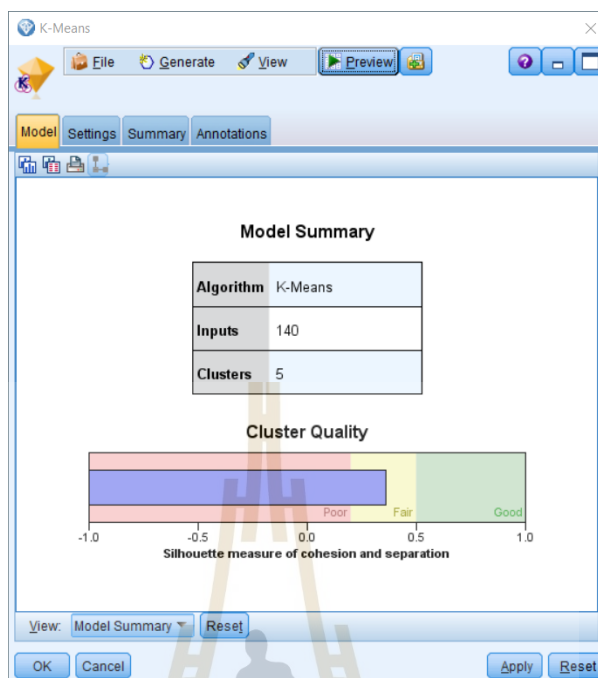 K-Means
File Generate View Preview
K
Model Settings Summary Annotations
Model Summary
Algorithm K-Means
Inputs 140
Clusters 5
Cluster Quality
Poor Fair Good
-1.0 -0.5 0.0 0.5 1.0
Silhouette measure of cohesion and separation
View: Model Summary Reset
OK Cancel Apply Reset